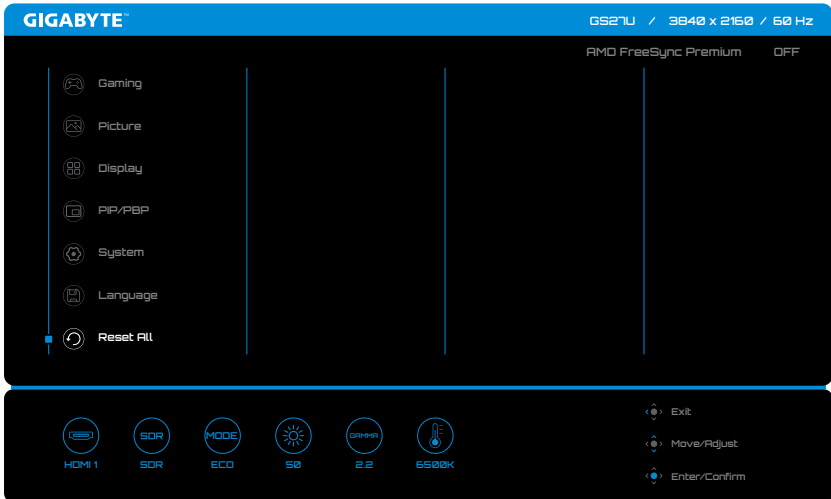 GIGABYTE™
GS27U / 3840 x 2160 / 60 Hz
AMD FreeSync Premium OFF
Gaming
Picture
Display
PIP/PBP
System
Language
Reset All
SDR MODE GAMMA
HDMI 1 SDR ECO 50 2.2 6500K
Exit
Move/Adjust
Enter/Confirm